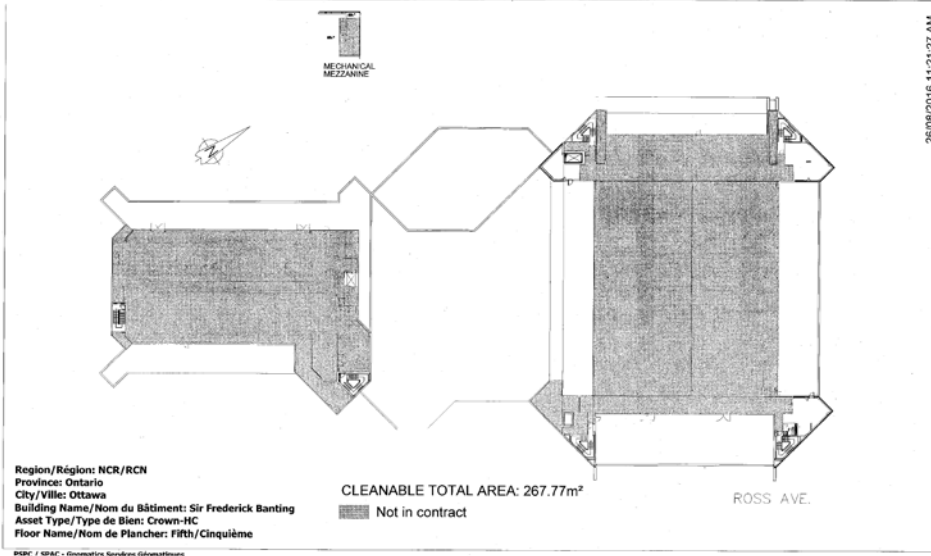 MECHANICAL
MEZZANINE
26/08/2016 11:21:27 AM
Region/Région: NCR/RCN
Province: Ontario
City/Ville: Ottawa
Building Name/Nom du Bâtiment: Sir Frederick Banting
Asset Type/Type de Bien: Crown-HC
Floor Name/Nom de Plancher: Fifth/Cinquième
CLEANABLE TOTAL AREA: 267.77m²
Not in contract
ROSS AVE.
PSPC / SPAC - Geomatics Services Géomatiques